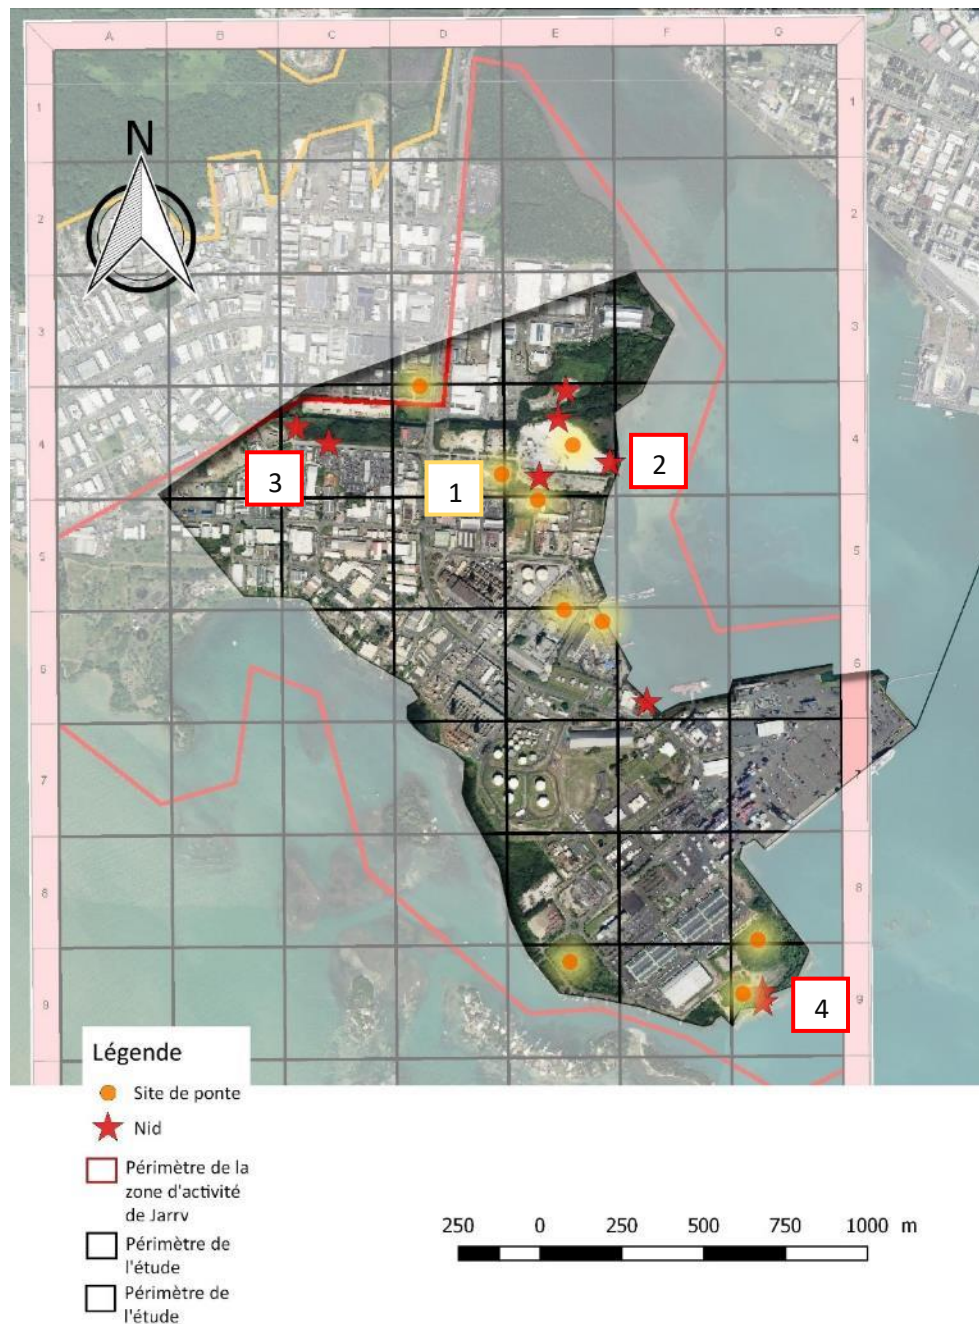 A B C D E F G
1 1
N
2 2
3 3
4 4
1
2
3
5 5
6 6
7 7
8 8
9 9
4
Légende
Site de ponte
Nid
Périmètre de la
zone d'activité
de Jarry
Périmètre de
l'étude
Périmètre de
l'étude
250 0 250 500 750 1000 m